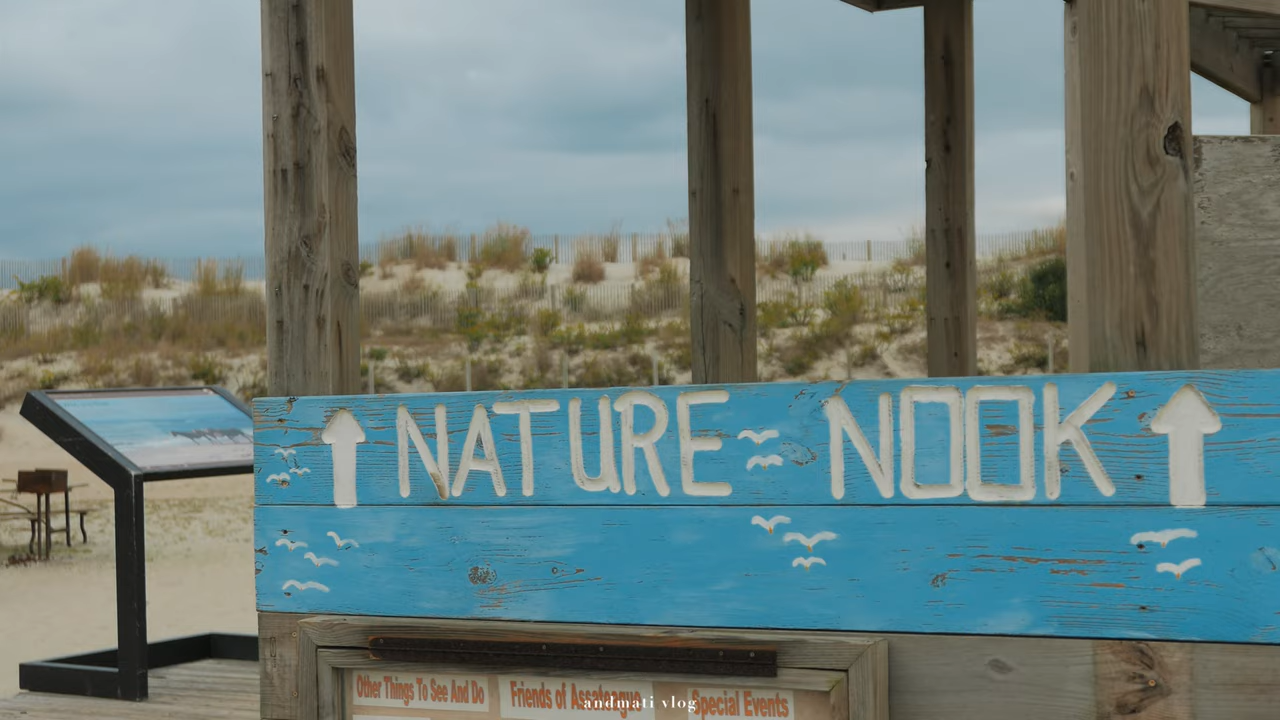 NATURE NOOK
Other Things To See And Do
Friends of Assateague
Special Events
andmati vlog